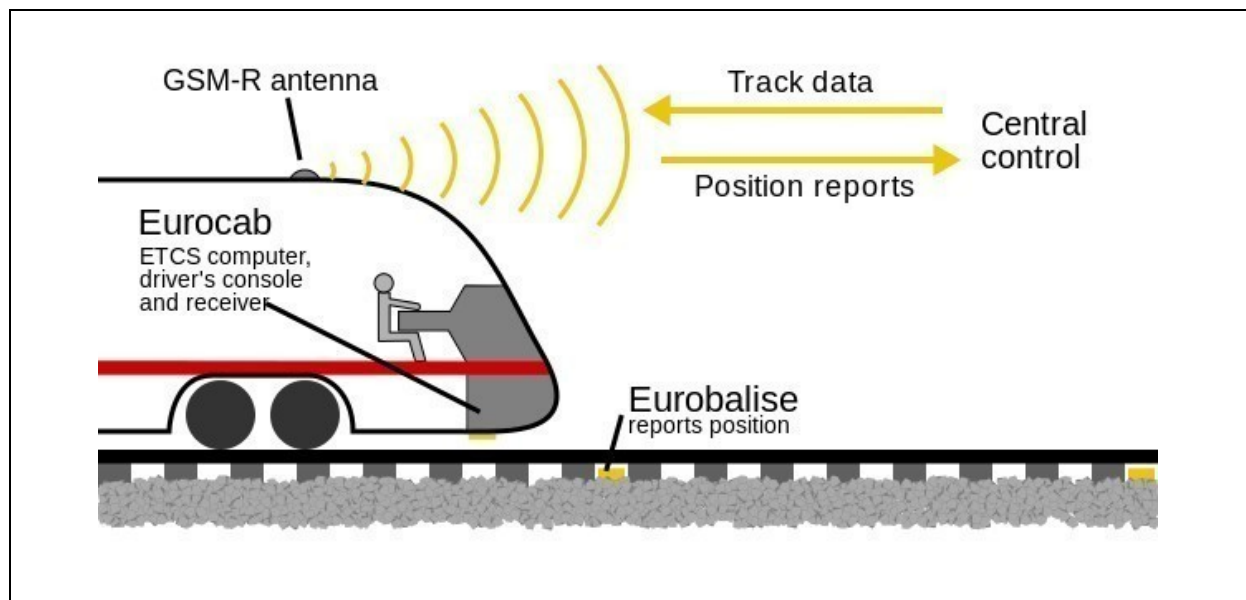 GSM-R antenna
Track data
Central
control
Position reports
Eurocab
ETCS computer,
driver's console
and receiver
Eurobalise
reports position